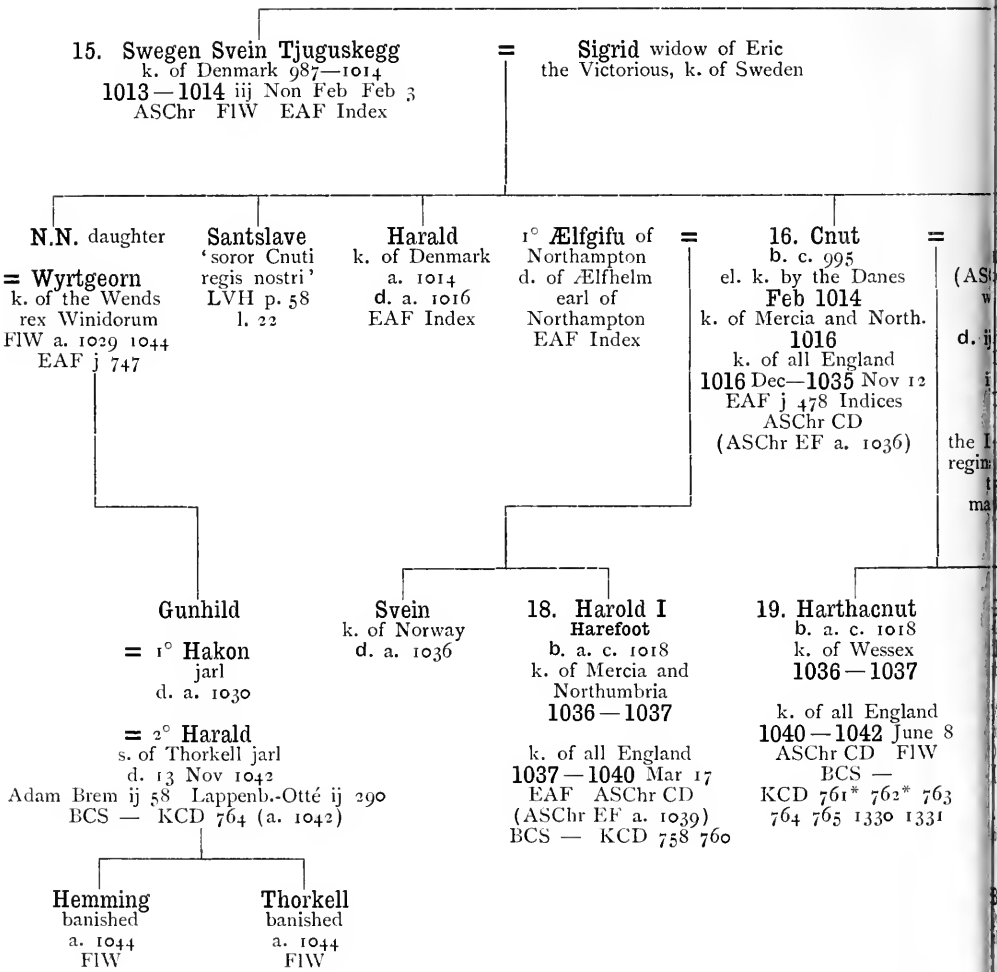 15. Swegen Svein Tjuguskegg
k. of Denmark 987—1014
1013—1014 iij Non Feb Feb 3
ASChr FlW EAF Index
=
Sigrid widow of Eric
the Victorious, k. of Sweden
N.N. daughter
= Wyrtgeorn
k. of the Wends
rex Winidorum
FlW a. 1029 1044
EAF j 747
Santslave
'soror Cnuti
regis nostri'
LVH p. 58
l. 22
Harald
k. of Denmark
a. 1014
d. a. 1016
EAF Index
1° Ælfgifu of
Northampton
d. of Ælfhelm
earl of
Northampton
EAF Index
=
16. Cnut
b. c. 995
el. k. by the Danes
Feb 1014
k. of Mercia and North.
1016
k. of all England
1016 Dec—1035 Nov 12
EAF j 478 Indices
ASChr CD
(ASChr EF a. 1036)
=
d. ij
the
regin
ma
Gunhild
= 1° Hakon
jarl
d. a. 1030
= 2° Harald
s. of Thorkell jarl
d. 13 Nov 1042
Adam Brem ij 58 Lappenb.-Otté ij 290
BCS — KCD 764 (a. 1042)
Svein
k. of Norway
d. a. 1036
18. Harold I
Harefoot
b. a. c. 1018
k. of Mercia and
Northumbria
1036—1037
k. of all England
1037—1040 Mar 17
EAF ASChr CD
(ASChr EF a. 1039)
BCS — KCD 758 760
19. Harthacnut
b. a. c. 1018
k. of Wessex
1036—1037
k. of all England
1040—1042 June 8
ASChr CD FlW
BCS —
KCD 761* 762* 763
764 765 1330 1331
Hemming
banished
a. 1044
FlW
Thorkell
banished
a. 1044
FlW